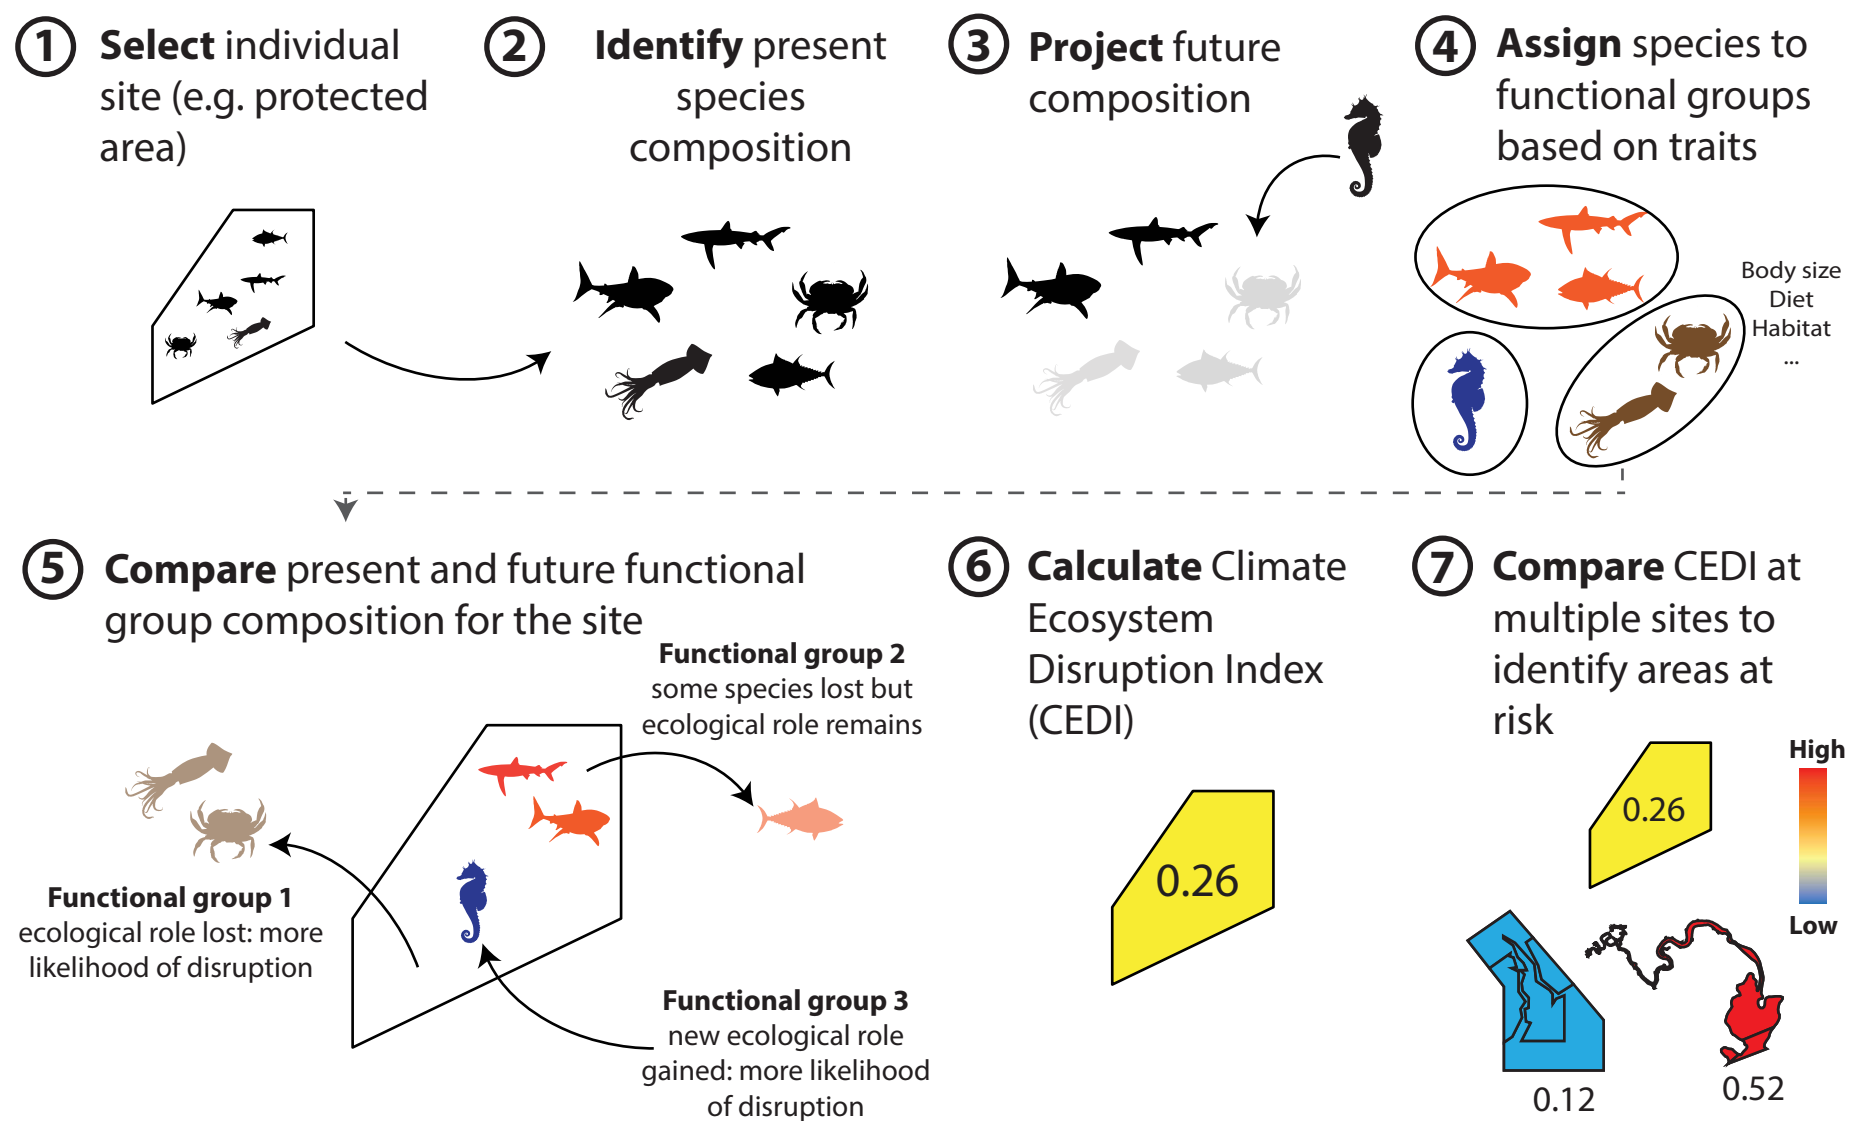 1 Select individual
site (e.g. protected
area)
2 Identify present
species
composition
3 Project future
composition
4 Assign species to
functional groups
based on traits
Body size
Diet
Habitat
...
5 Compare present and future functional
group composition for the site
Functional group 2
some species lost but
ecological role remains
Functional group 1
ecological role lost: more
likelihood of disruption
Functional group 3
new ecological role
gained: more likelihood
of disruption
6 Calculate Climate
Ecosystem
Disruption Index
(CEDI)
0.26
7 Compare CEDI at
multiple sites to
identify areas at
risk
High
0.26
Low
0.12
0.52